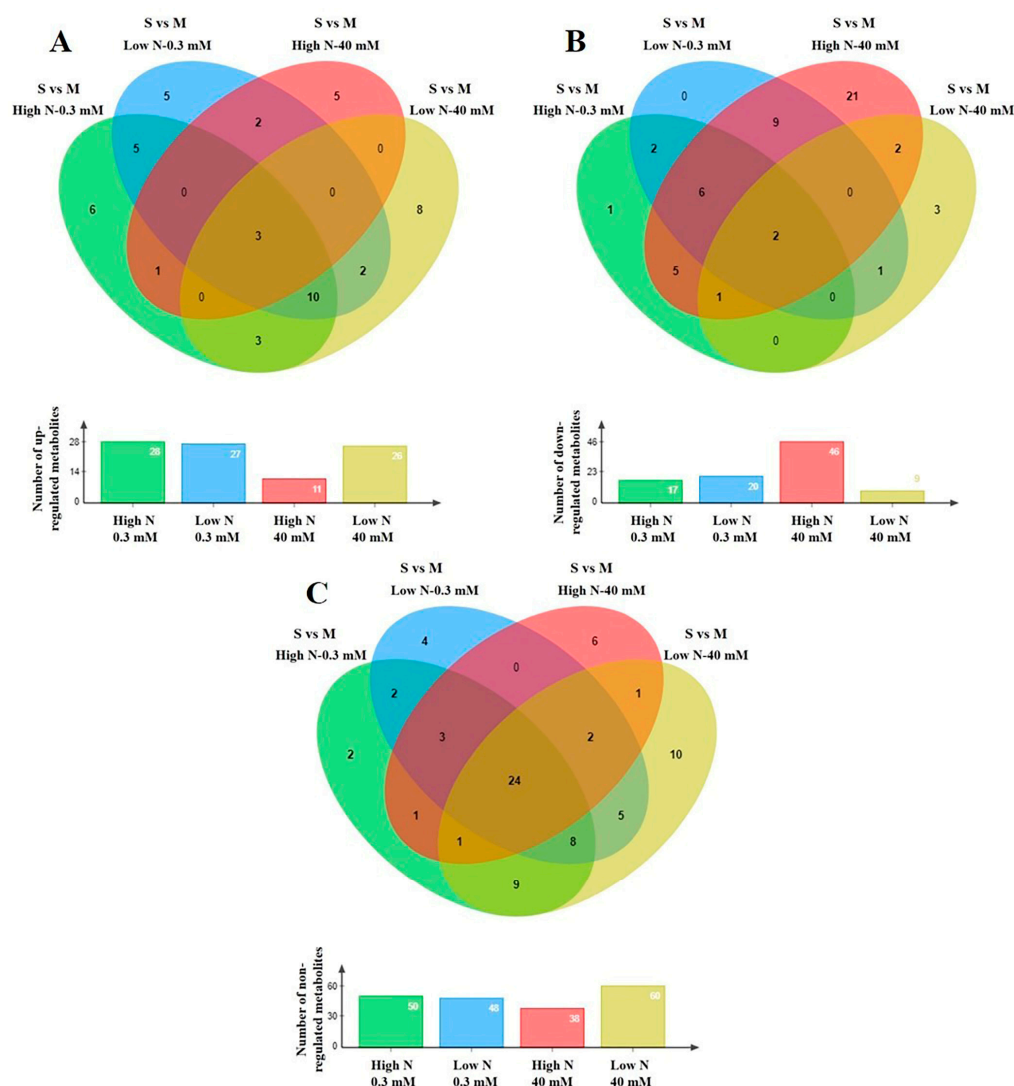 A
S vs M
Low N-0.3 mM
S vs M
High N-40 mM
S vs M
High N-0.3 mM
S vs M
Low N-40 mM
5
5
2
5
0
6
0
0
8
3
1
2
0
10
3
Number of up-
regulated metabolites
28
14
0
28
27
11
26
High N
0.3 mM
Low N
0.3 mM
High N
40 mM
Low N
40 mM
B
S vs M
Low N-0.3 mM
S vs M
High N-40 mM
S vs M
High N-0.3 mM
S vs M
Low N-40 mM
0
21
9
2
2
6
0
1
3
2
5
1
1
0
0
Number of down-
regulated metabolites
46
23
0
17
20
46
9
High N
0.3 mM
Low N
0.3 mM
High N
40 mM
Low N
40 mM
C
S vs M
Low N-0.3 mM
S vs M
High N-40 mM
S vs M
High N-0.3 mM
S vs M
Low N-40 mM
4
6
0
2
1
3
2
2
10
24
1
5
1
8
9
Number of non-
regulated metabolites
60
30
0
50
48
38
60
High N
0.3 mM
Low N
0.3 mM
High N
40 mM
Low N
40 mM